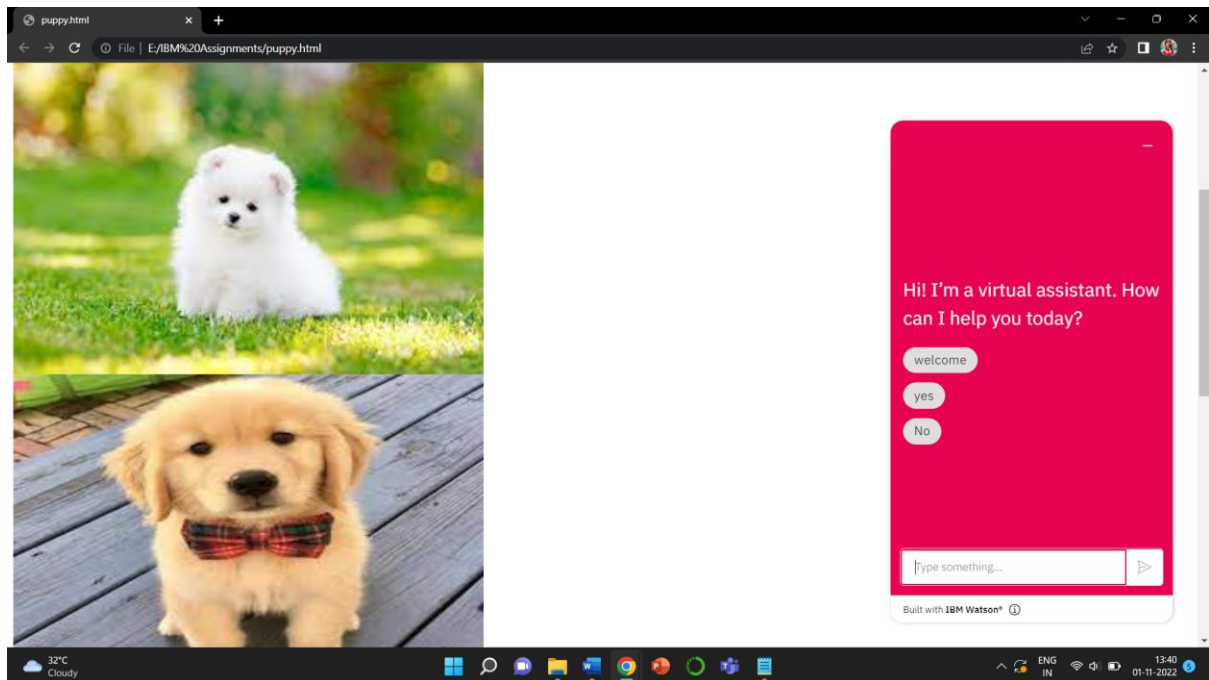 puppy.html
File | E:/IBM%20Assignments/puppy.html
Hi! I'm a virtual assistant. How
can I help you today?
welcome
yes
No
Type something...
Built with IBM Watson®
32°C
Cloudy
ENG
IN
13:40
01-11-2022
5